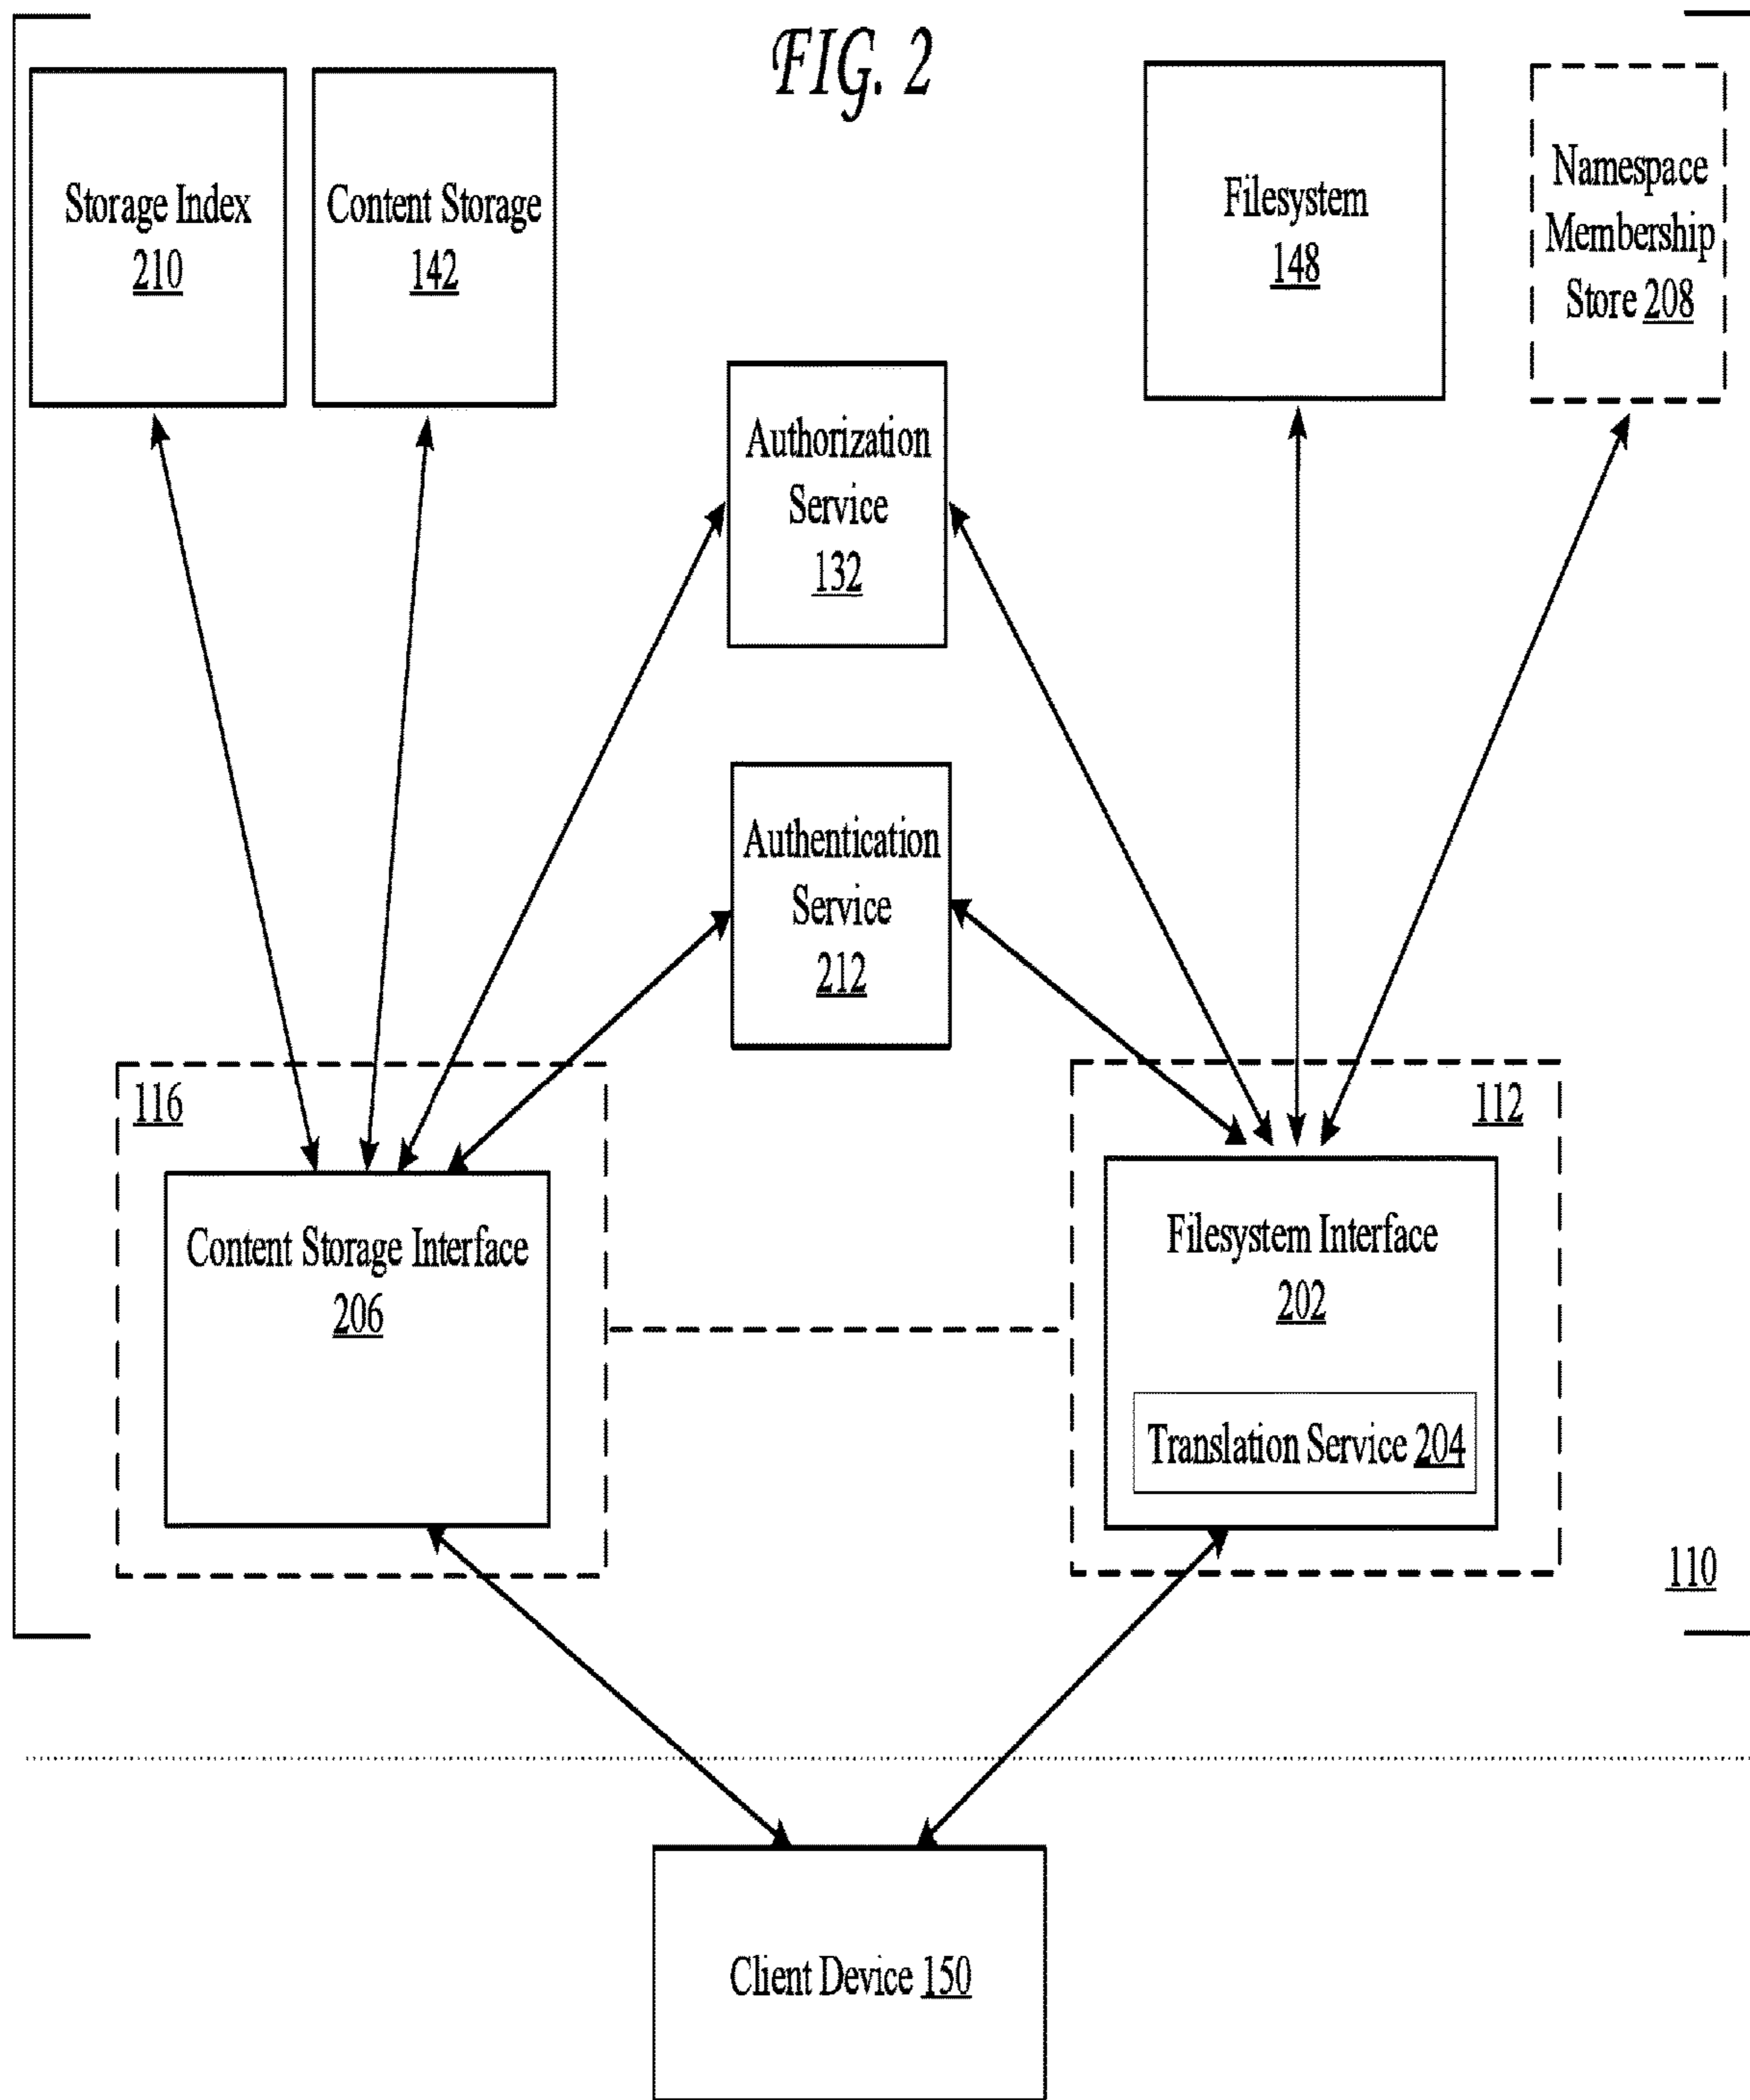 FIG. 2
Storage Index
210
Content Storage
142
Filesystem
148
Namespace
Membership
Store 208
Authorization
Service
132
Authentication
Service
212
116
Content Storage Interface
206
112
Filesystem Interface
202
Translation Service 204
110
Client Device 150